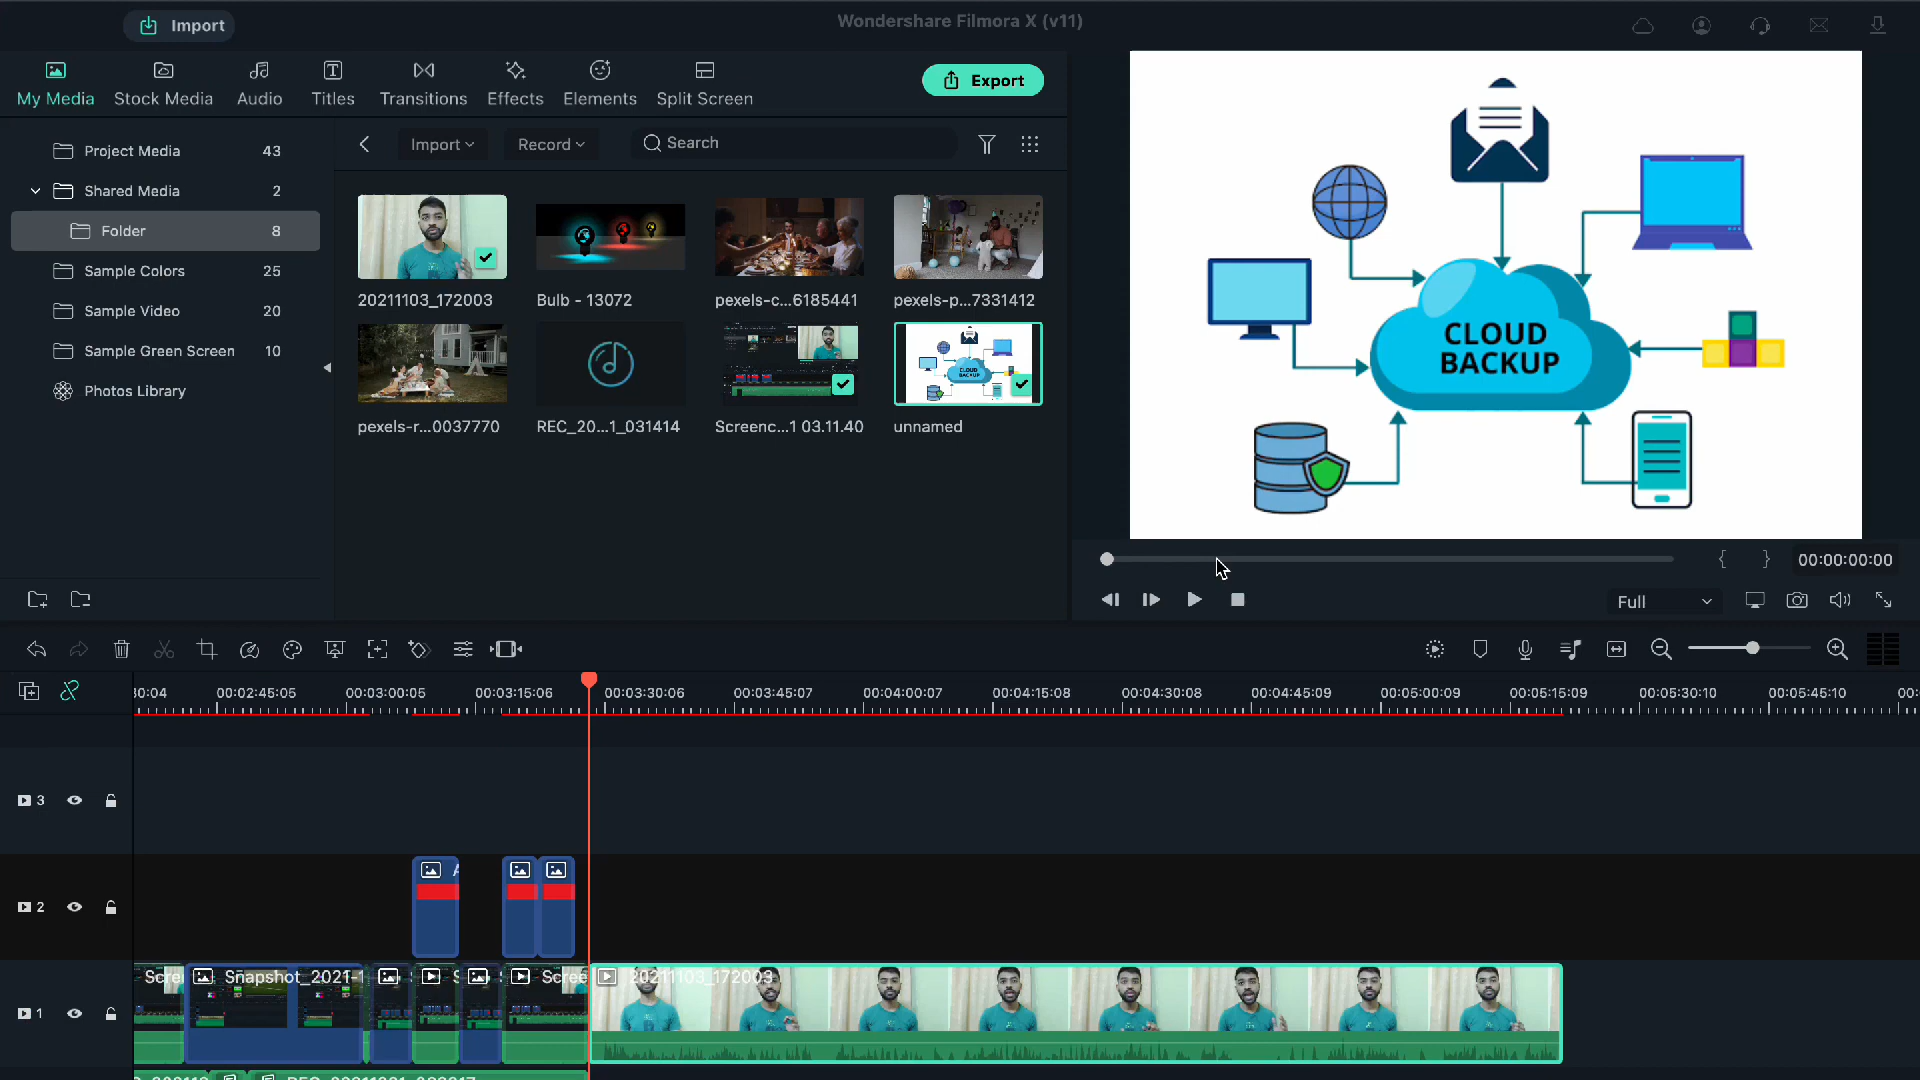 Wondershare Filmora X (v11)
Import
My Media
Stock Media
Audio
Titles
Transitions
Effects
Elements
Split Screen
Export
Project Media 43
Shared Media 2
Folder 8
Sample Colors 25
Sample Video 20
Sample Green Screen 10
Photos Library
Import
Record
Search
20211103_172003
Bulb - 13072
pexels-c...6185441
pexels-p...7331412
pexels-r...0037770
REC_20...1_031414
Screenc...1 03.11.40
unnamed
CLOUD
BACKUP
CLOUD
BACKUP
00:00:00:00
Full
30:04
00:02:45:05
00:03:00:05
00:03:15:06
00:03:30:06
00:03:45:07
00:04:00:07
00:04:15:08
00:04:30:08
00:04:45:09
00:05:00:09
00:05:15:09
00:05:30:10
00:05:45:10
00:
3
2
1
Scre
Snapshot_2021-1
Scree
20211103_172003